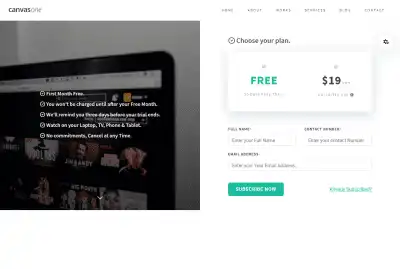 canvasone
HOME ABOUT WORKS SERVICES BLOG CONTACT
First Month Free.
You won't be charged until after your Free Month.
We'll remind you three days before your trial ends.
Watch on your Laptop, TV, Phone & Tablet.
No commitments, Cancel at any Time.
Choose your plan.
FREE $19
FULL NAME: CONTACT NUMBER:
Enter your Full Name Enter your Contact Number
EMAIL ADDRESS:
Enter your Email Address..
SUBSCRIBE NOW Already Subscribed?